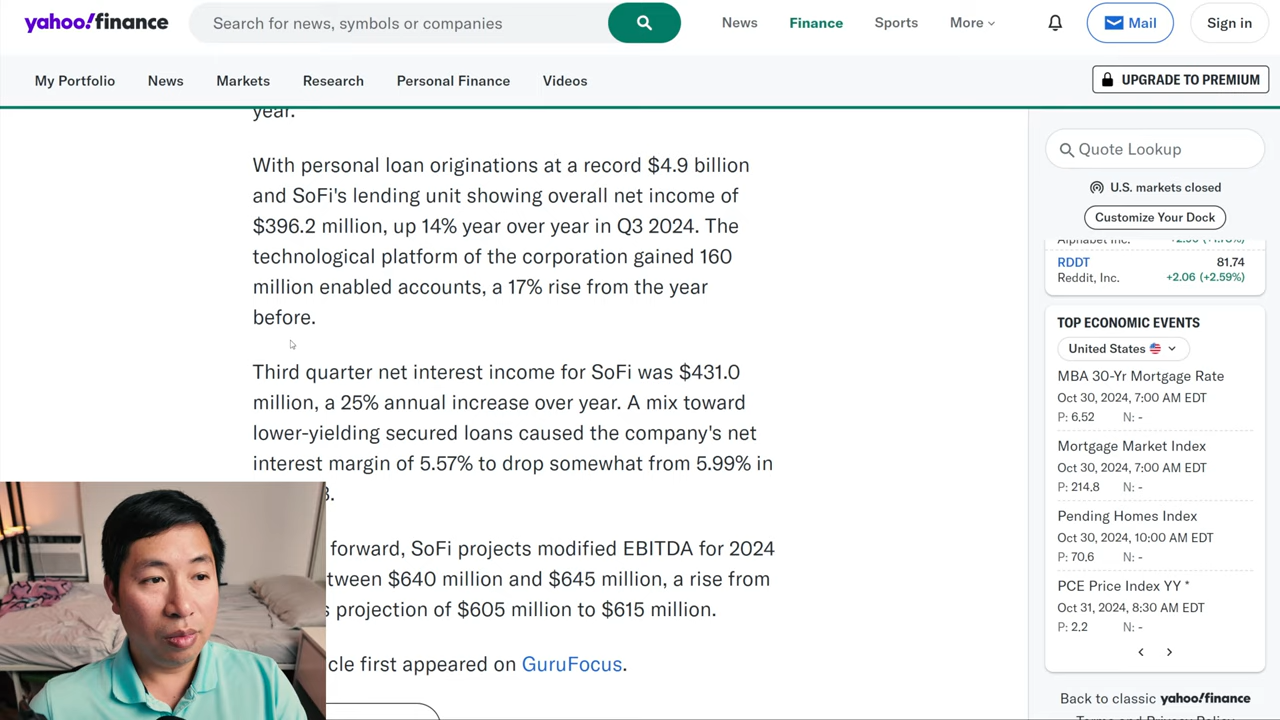 yahoo!finance
Search for news, symbols or companies
News
Finance
Sports
More
Mail
Sign in
My Portfolio
News
Markets
Research
Personal Finance
Videos
UPGRADE TO PREMIUM
year.
With personal loan originations at a record $4.9 billion
and SoFi's lending unit showing overall net income of
$396.2 million, up 14% year over year in Q3 2024. The
technological platform of the corporation gained 160
million enabled accounts, a 17% rise from the year
before.
Third quarter net interest income for SoFi was $431.0
million, a 25% annual increase over year. A mix toward
lower-yielding secured loans caused the company's net
interest margin of 5.57% to drop somewhat from 5.99% in
forward, SoFi projects modified EBITDA for 2024
$640 million and $645 million, a rise from
projection of $605 million to $615 million.
first appeared on GuruFocus.
Quote Lookup
U.S. markets closed
Customize Your Dock
Alphabet Inc.
RDDT 81.74
Reddit, Inc. +2.06 (+2.59%)
TOP ECONOMIC EVENTS
United States
MBA 30-Yr Mortgage Rate
Oct 30, 2024, 7:00 AM EDT
P: 6.52 N: -
Mortgage Market Index
Oct 30, 2024, 7:00 AM EDT
P: 214.8 N: -
Pending Homes Index
Oct 30, 2024, 10:00 AM EDT
P: 70.6 N: -
PCE Price Index YY *
Oct 31, 2024, 8:30 AM EDT
P: 2.2 N: -
Back to classic yahoo!finance
Terms and Privacy Policy